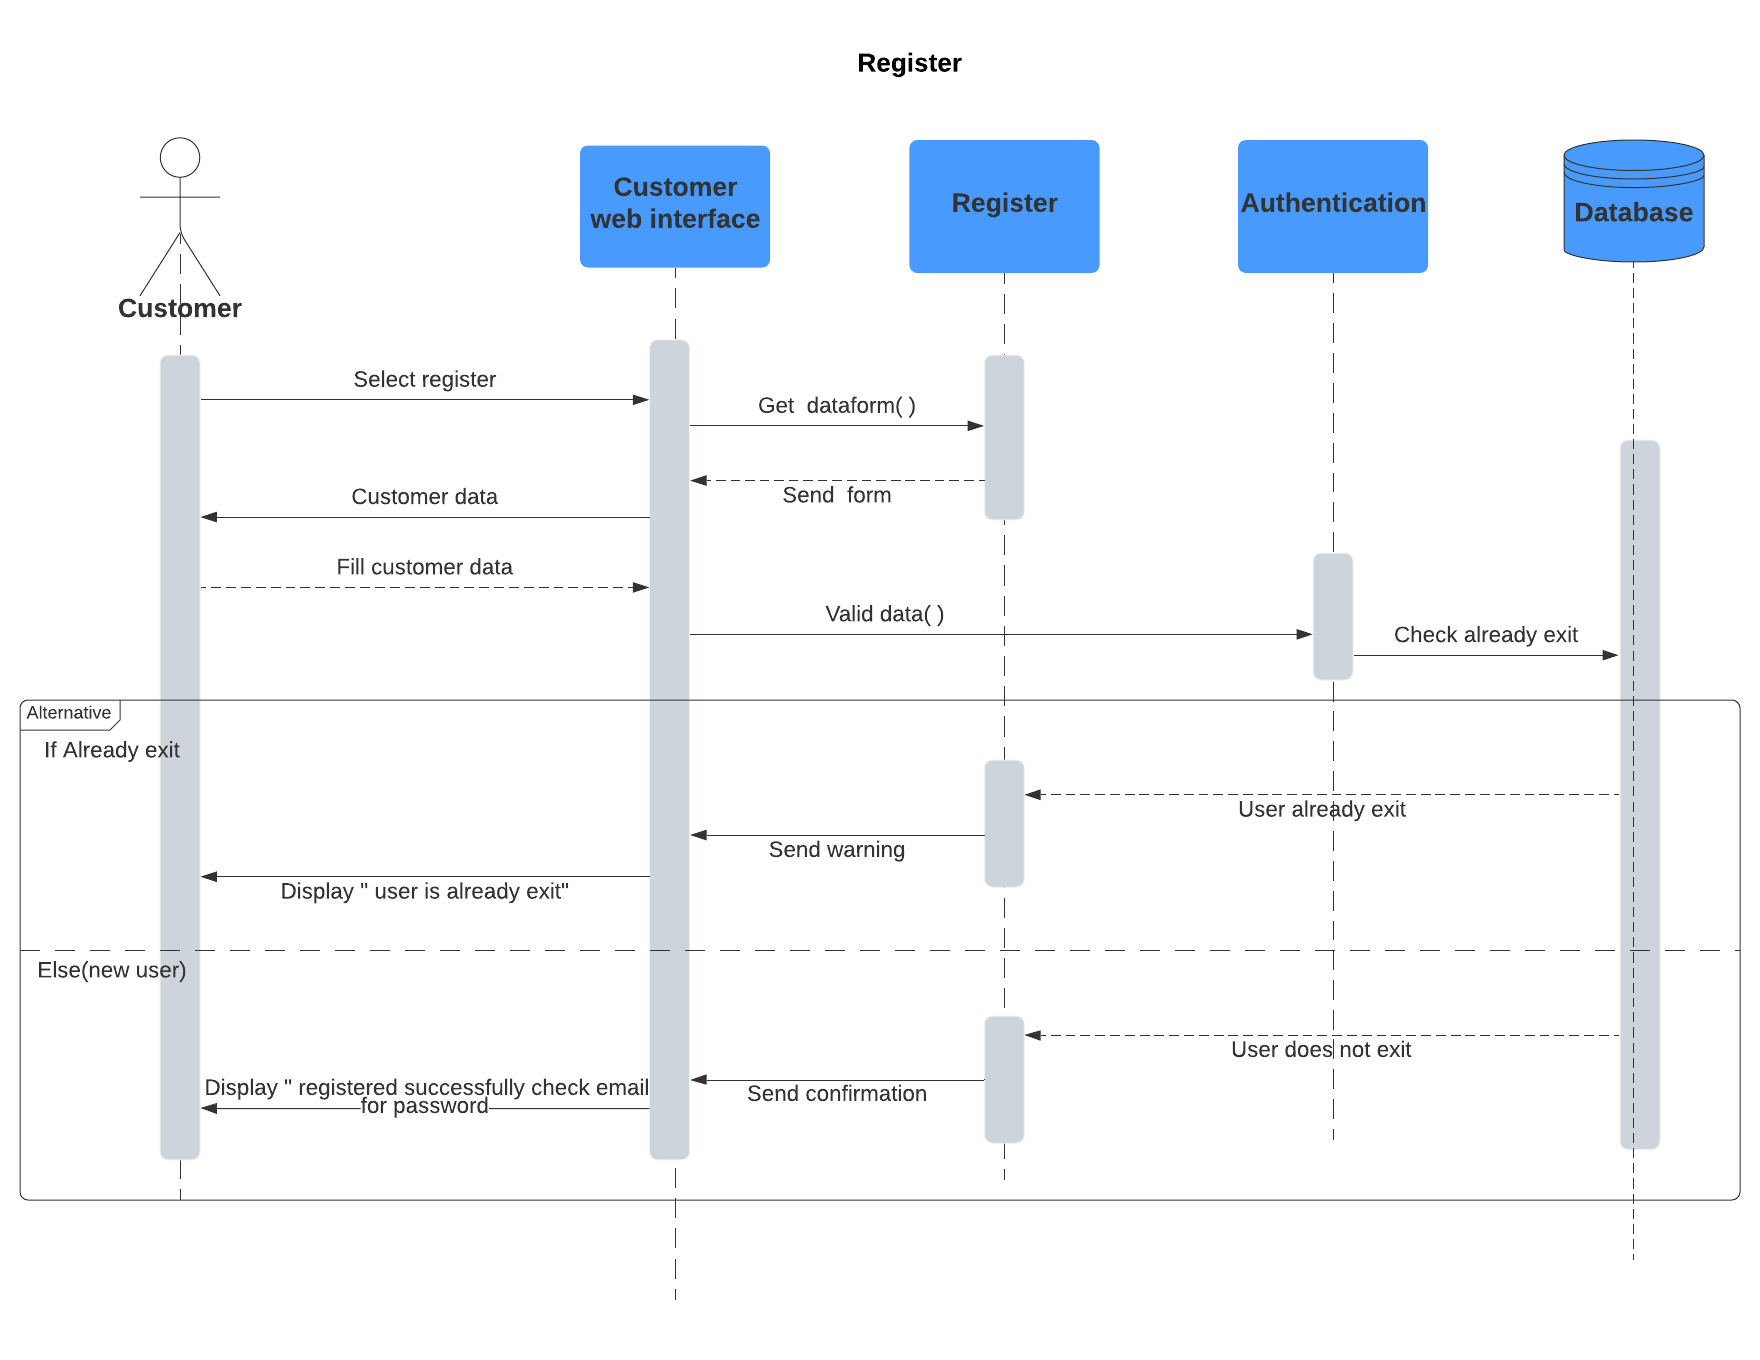 Register
Customer
web interface
Register
Authentication
Database
Customer
Select register
Get  dataform( )
Send  form
Customer data
Fill customer data
Valid data( )
Check already exit
Alternative
If Already exit
User already exit
Send warning
Display " user is already exit"
Else(new user)
User does not exit
Send confirmation
Display " registered successfully check email
for password